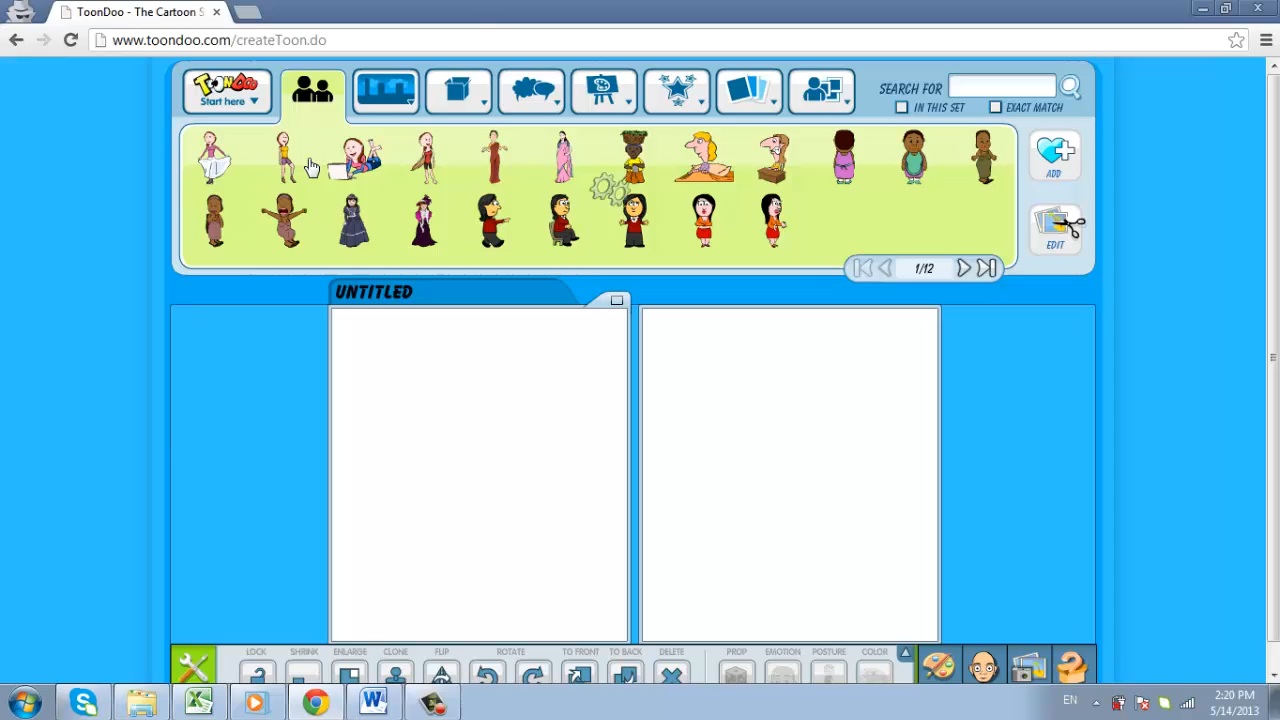 ToonDoo - The Cartoon S
www.toondoo.com/createToon.do
TOONDOO
Start here
SEARCH FOR
IN THIS SET
EXACT MATCH
ADD
EDIT
1/12
UNTITLED
LOCK
SHRINK
ENLARGE
CLONE
FLIP
ROTATE
TO FRONT
TO BACK
DELETE
PROP
EMOTION
POSTURE
COLOR
EN
2:20 PM
5/14/2013